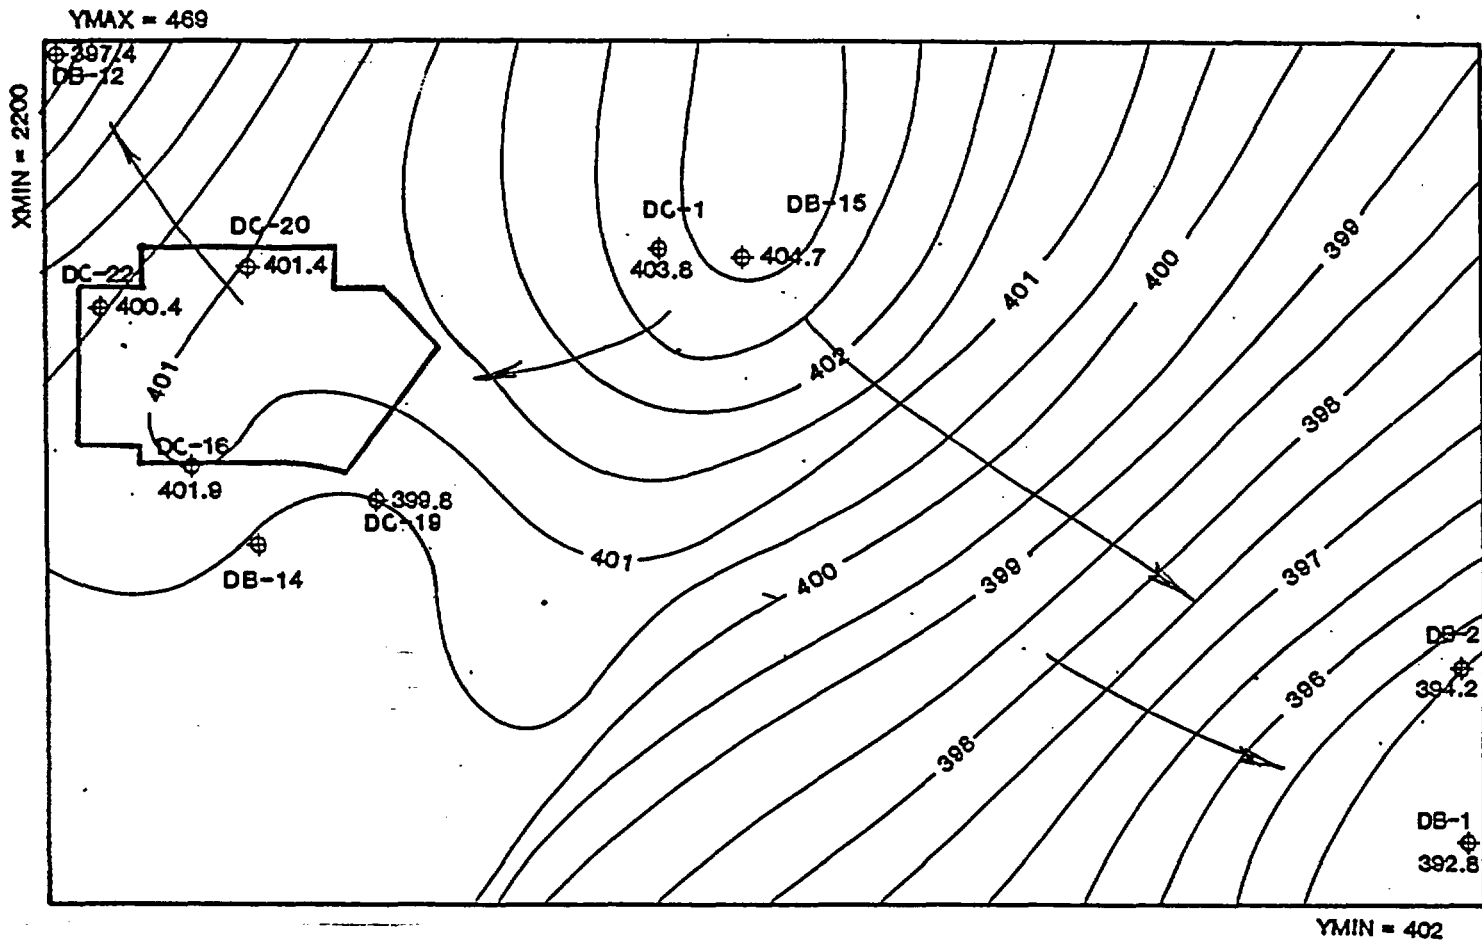 YMAX = 469
XMIN = 2200
397.4
DB-12
DC-20
401.4
DC-22
400.4
401
DC-16
401.9
399.8
DC-19
DB-14
DC-1
403.8
DB-15
404.7
402
401
400
399
398
401
400
399
398
397
396
DB-2
394.2
DB-1
392.8
YMIN = 402